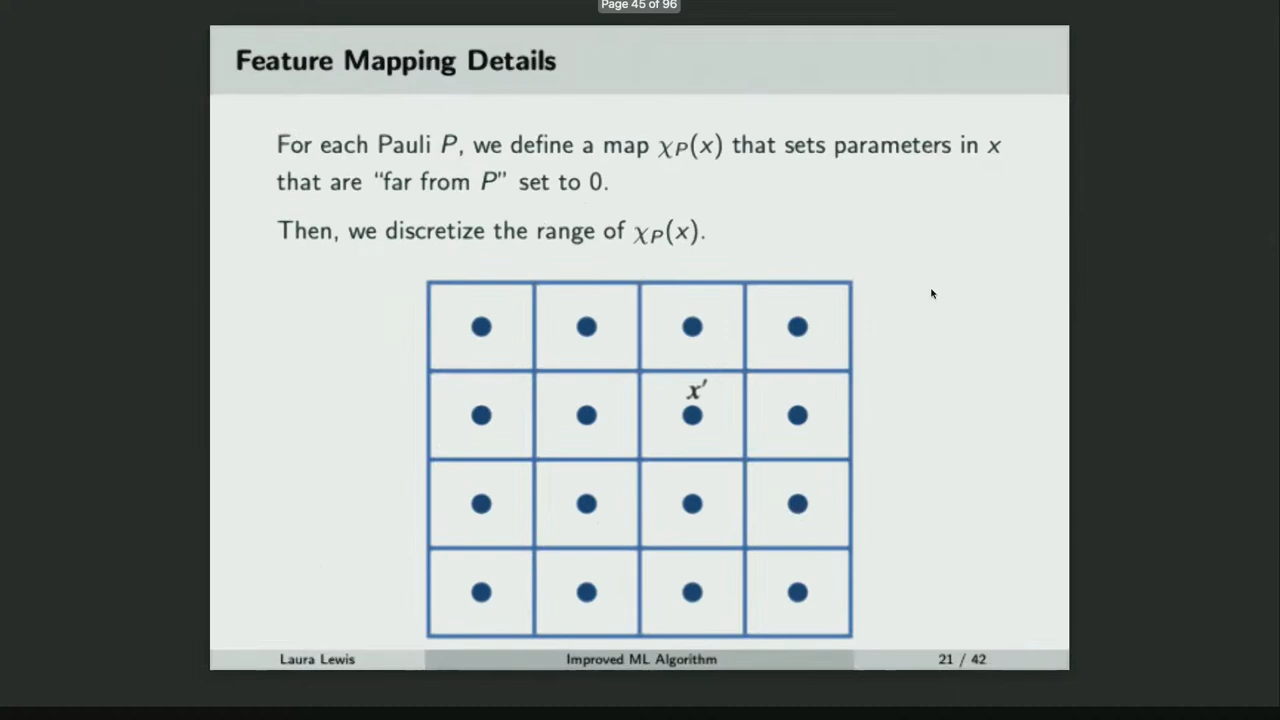 Page 45 of 96
Feature Mapping Details
For each Pauli P, we define a map χP(x) that sets parameters in x
that are “far from P” set to 0.
Then, we discretize the range of χP(x).
x′
Laura Lewis
Improved ML Algorithm
21 / 42